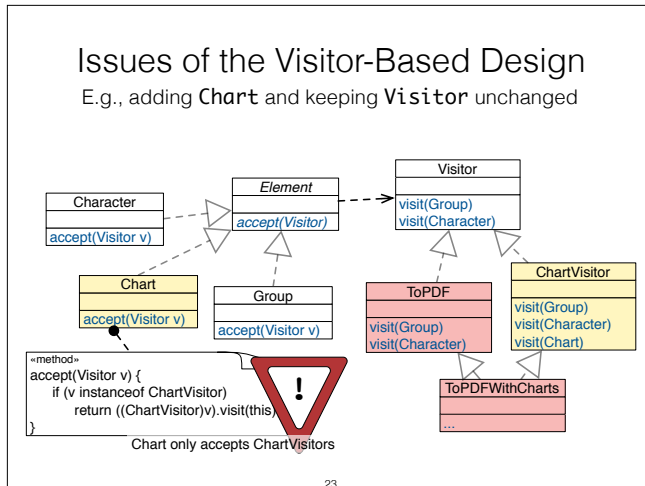 Issues of the Visitor-Based Design
E.g., adding Chart and keeping Visitor unchanged
Character
accept(Visitor v)
Element
accept(Visitor)
Visitor
visit(Group)
visit(Character)
Chart
accept(Visitor v)
Group
accept(Visitor v)
ToPDF
visit(Group)
visit(Character)
ChartVisitor
visit(Group)
visit(Character)
visit(Chart)
ToPDFWithCharts
...
«method»
accept(Visitor v) {
if (v instanceof ChartVisitor)
return ((ChartVisitor)v).visit(this)
}
!
Chart only accepts ChartVisitors
23